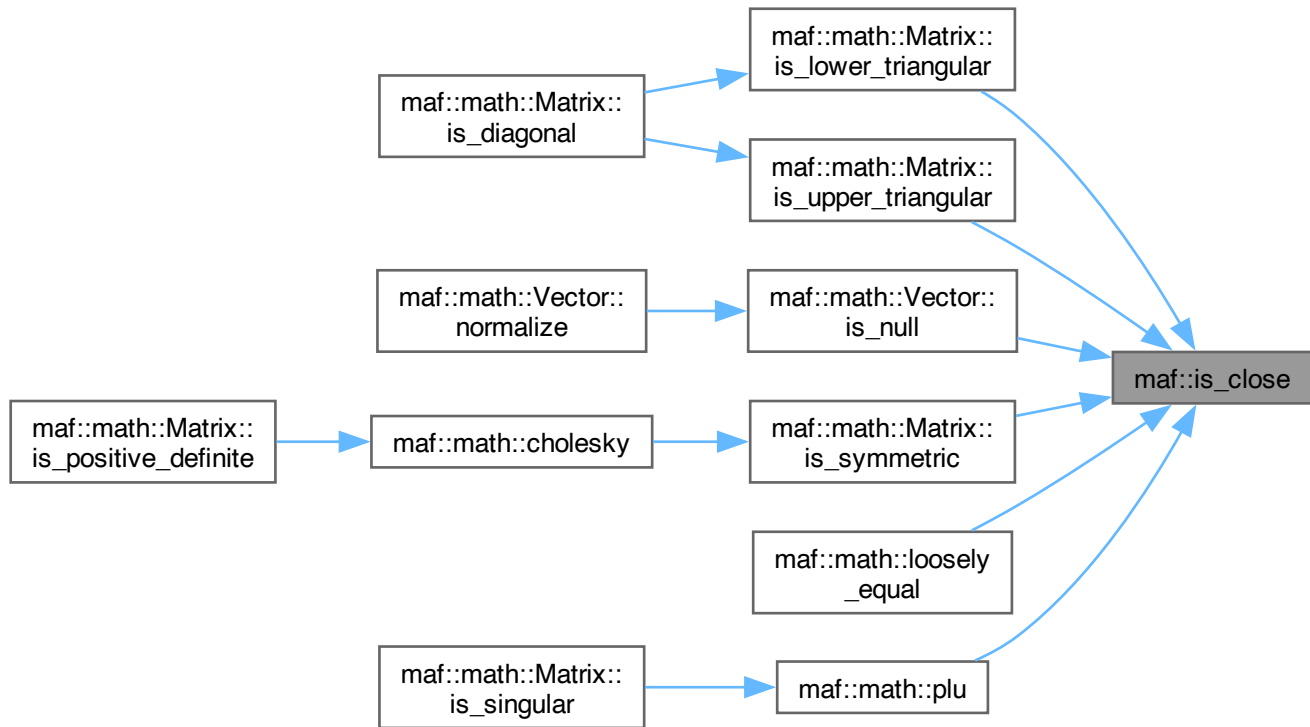 maf::math::Matrix::
is_lower_triangular
maf::math::Matrix::
is_diagonal
maf::math::Matrix::
is_upper_triangular
maf::math::Vector::
normalize
maf::math::Vector::
is_null
maf::is_close
maf::math::Matrix::
is_positive_definite
maf::math::cholesky
maf::math::Matrix::
is_symmetric
maf::math::loosely
_equal
maf::math::Matrix::
is_singular
maf::math::plu